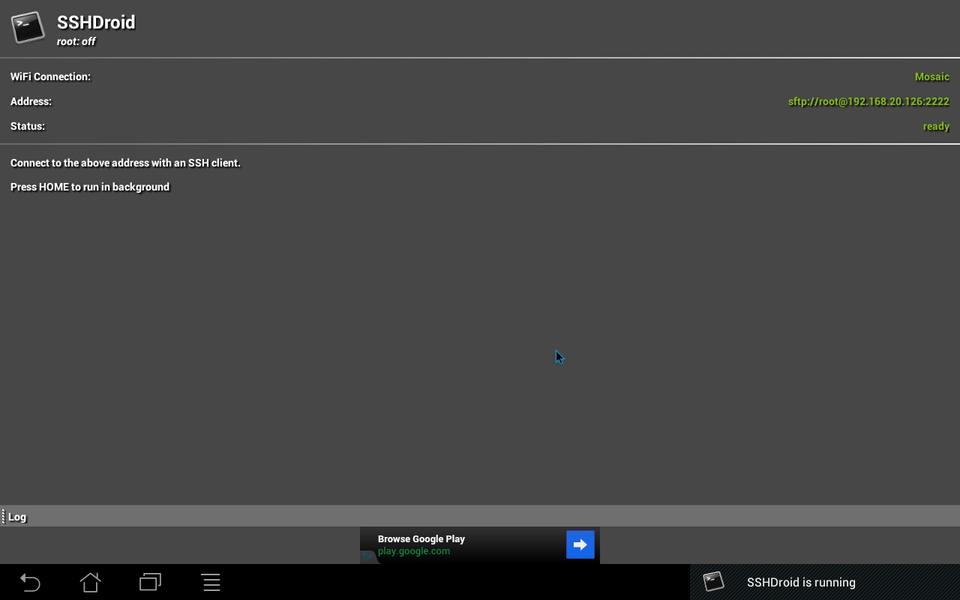 SSHDroid
root: off
WiFi Connection: Mosaic
Address: sftp://root@192.168.20.126:2222
Status: ready
Connect to the above address with an SSH client.
Press HOME to run in background
Log
Browse Google Play
play.google.com
SSHDroid is running